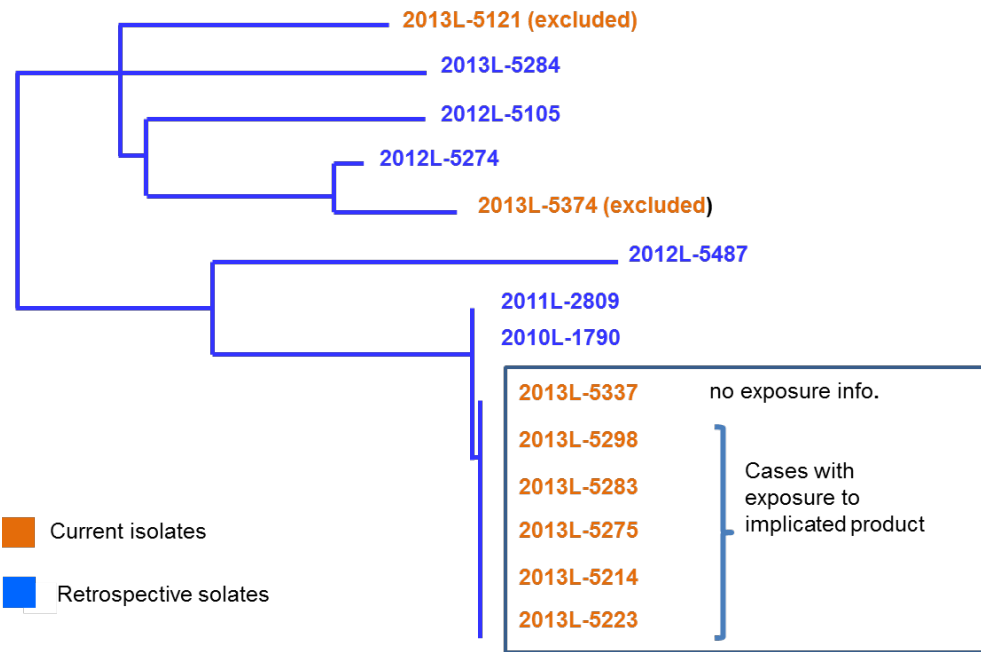 2013L-5121 (excluded)
2013L-5284
2012L-5105
2012L-5274
2013L-5374 (excluded)
2012L-5487
2011L-2809
2010L-1790
2013L-5337 no exposure info.
2013L-5298
2013L-5283
2013L-5275
2013L-5214
2013L-5223
Cases with
exposure to
implicated product
Current isolates
Retrospective solates